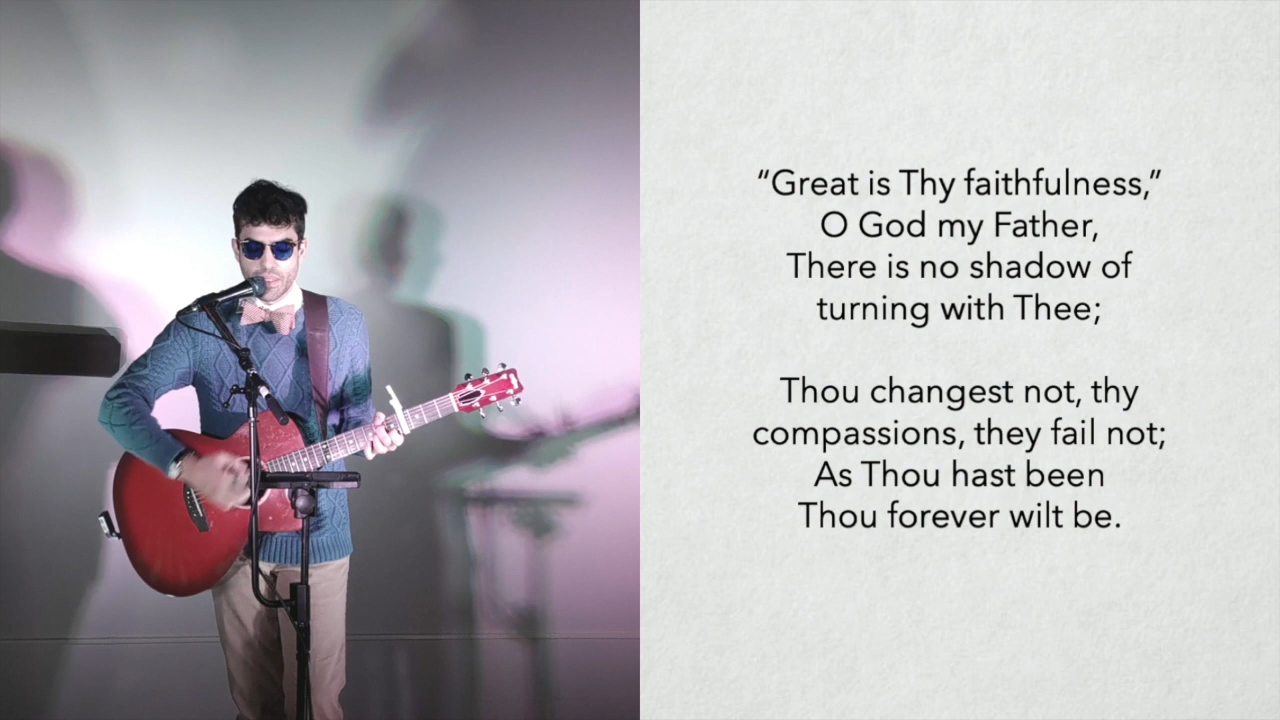 “Great is Thy faithfulness,”
O God my Father,
There is no shadow of
turning with Thee;
Thou changest not, thy
compassions, they fail not;
As Thou hast been
Thou forever wilt be.